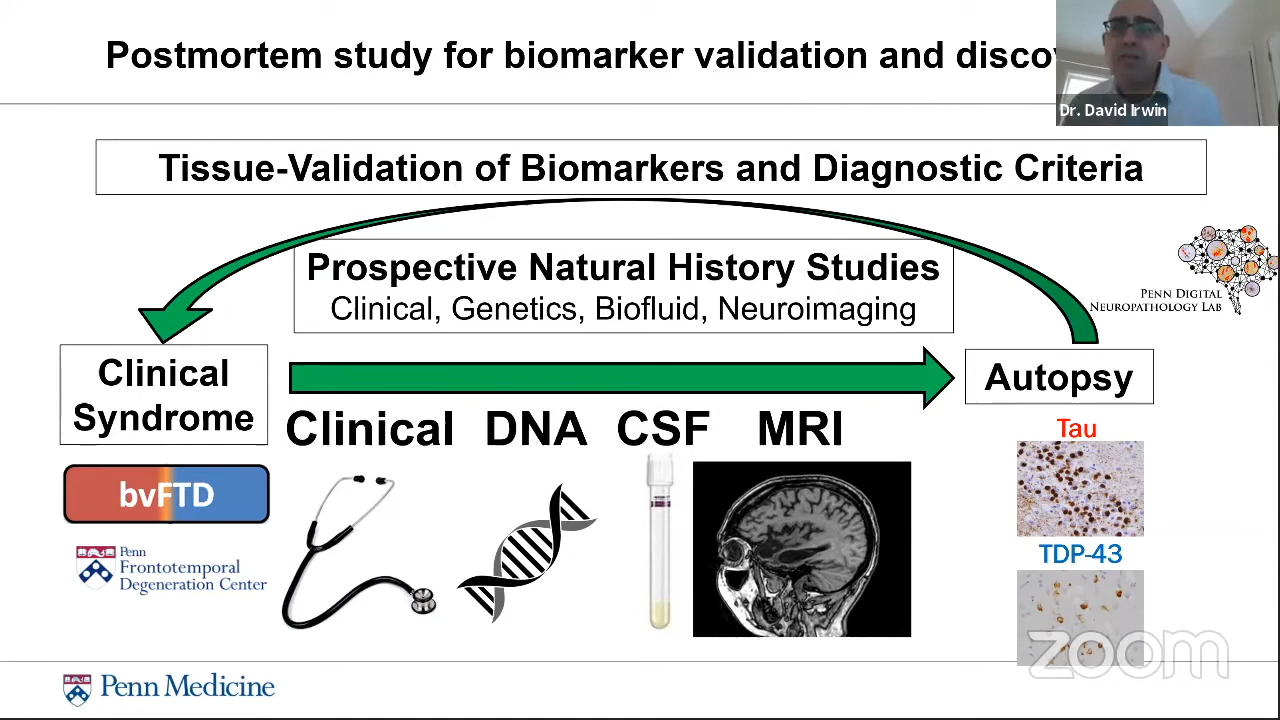 Postmortem study for biomarker validation and disco
Dr. David Irwin
Tissue-Validation of Biomarkers and Diagnostic Criteria
Prospective Natural History Studies
Clinical, Genetics, Biofluid, Neuroimaging
PENN DIGITAL
NEUROPATHOLOGY LAB
Clinical
Syndrome
Autopsy
Clinical DNA CSF MRI
Tau
bvFTD
Penn
Frontotemporal
Degeneration Center
TDP-43
zoom
Penn Medicine